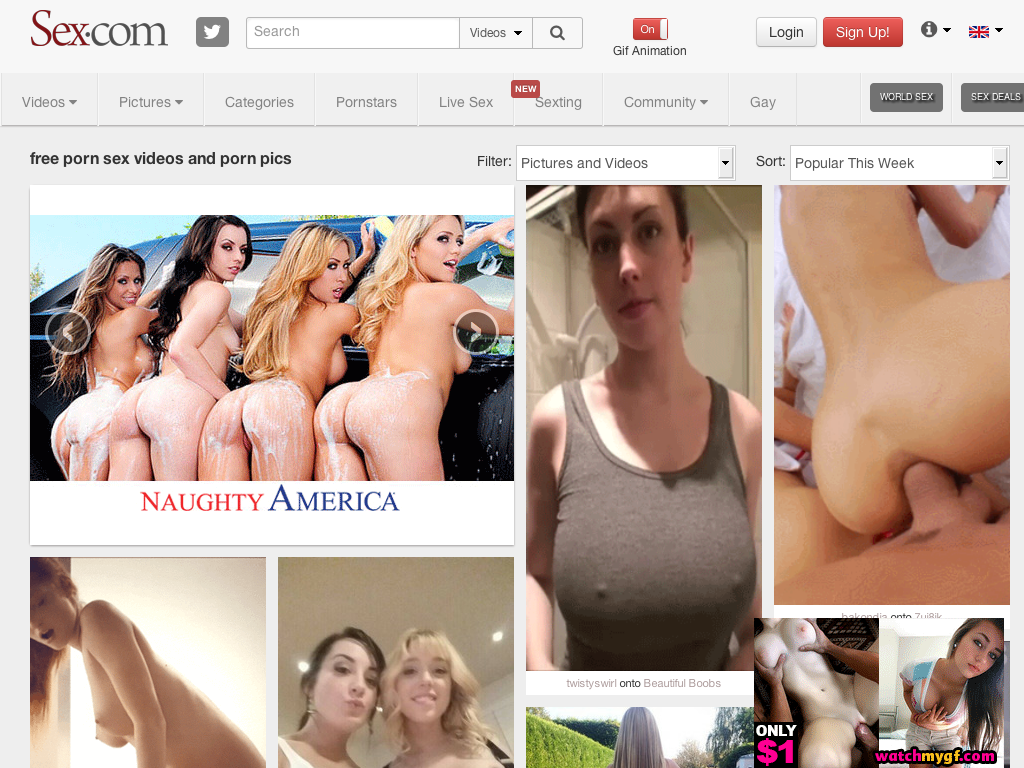 Sex.com
Search
Videos
On
Gif Animation
Login
Sign Up!
Videos
Pictures
Categories
Pornstars
Live Sex
NEW
Sexting
Community
Gay
WORLD SEX
SEX DEALS
free porn sex videos and porn pics
Filter:
Pictures and Videos
Sort:
Popular This Week
NAUGHTY AMERICA
twistyswirl onto Beautiful Boobs
onto
ONLY
$1
watchmygf.com